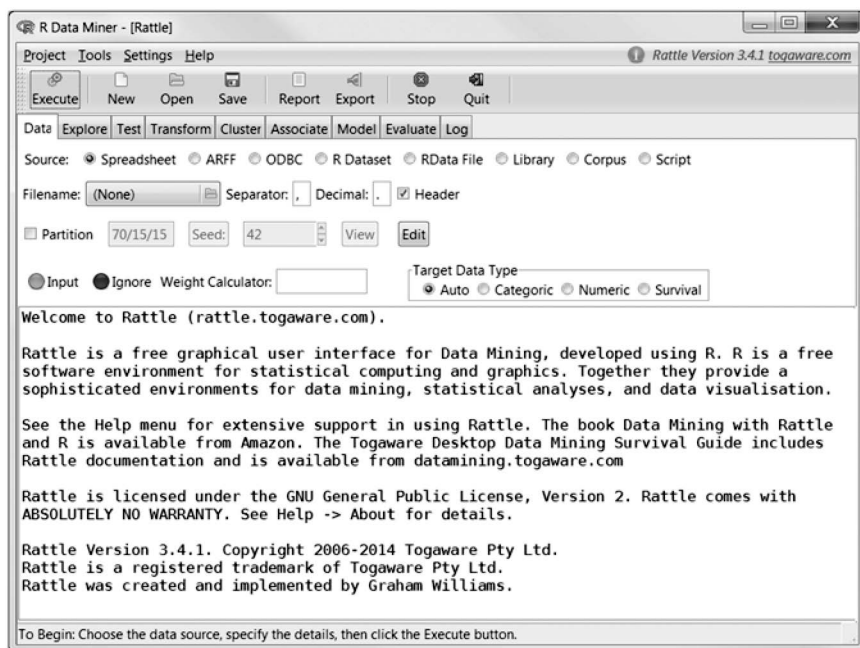 R Data Miner - [Rattle]
Project Tools Settings Help
Rattle Version 3.4.1 togaware.com
Execute New Open Save Report Export Stop Quit
Data Explore Test Transform Cluster Associate Model Evaluate Log
Source: Spreadsheet ARFF ODBC R Dataset RData File Library Corpus Script
Filename: (None) Separator: , Decimal: . Header
Partition 70/15/15 Seed: 42 View Edit
Target Data Type
Input Ignore Weight Calculator: Auto Categoric Numeric Survival
Welcome to Rattle (rattle.togaware.com).
Rattle is a free graphical user interface for Data Mining, developed using R. R is a free
software environment for statistical computing and graphics. Together they provide a
sophisticated environments for data mining, statistical analyses, and data visualisation.
See the Help menu for extensive support in using Rattle. The book Data Mining with Rattle
and R is available from Amazon. The Togaware Desktop Data Mining Survival Guide includes
Rattle documentation and is available from datamining.togaware.com
Rattle is licensed under the GNU General Public License, Version 2. Rattle comes with
ABSOLUTELY NO WARRANTY. See Help -> About for details.
Rattle Version 3.4.1. Copyright 2006-2014 Togaware Pty Ltd.
Rattle is a registered trademark of Togaware Pty Ltd.
Rattle was created and implemented by Graham Williams.
To Begin: Choose the data source, specify the details, then click the Execute button.